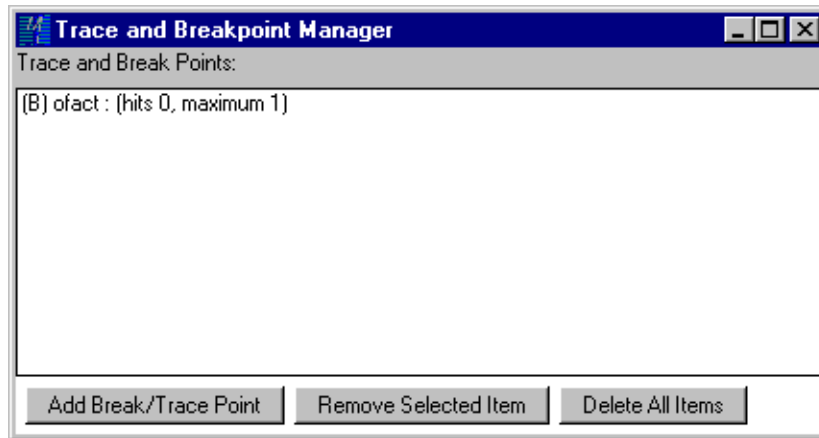 Trace and Breakpoint Manager
Trace and Break Points:
(B) ofact : (hits 0, maximum 1)
Add Break/Trace Point Remove Selected Item Delete All Items